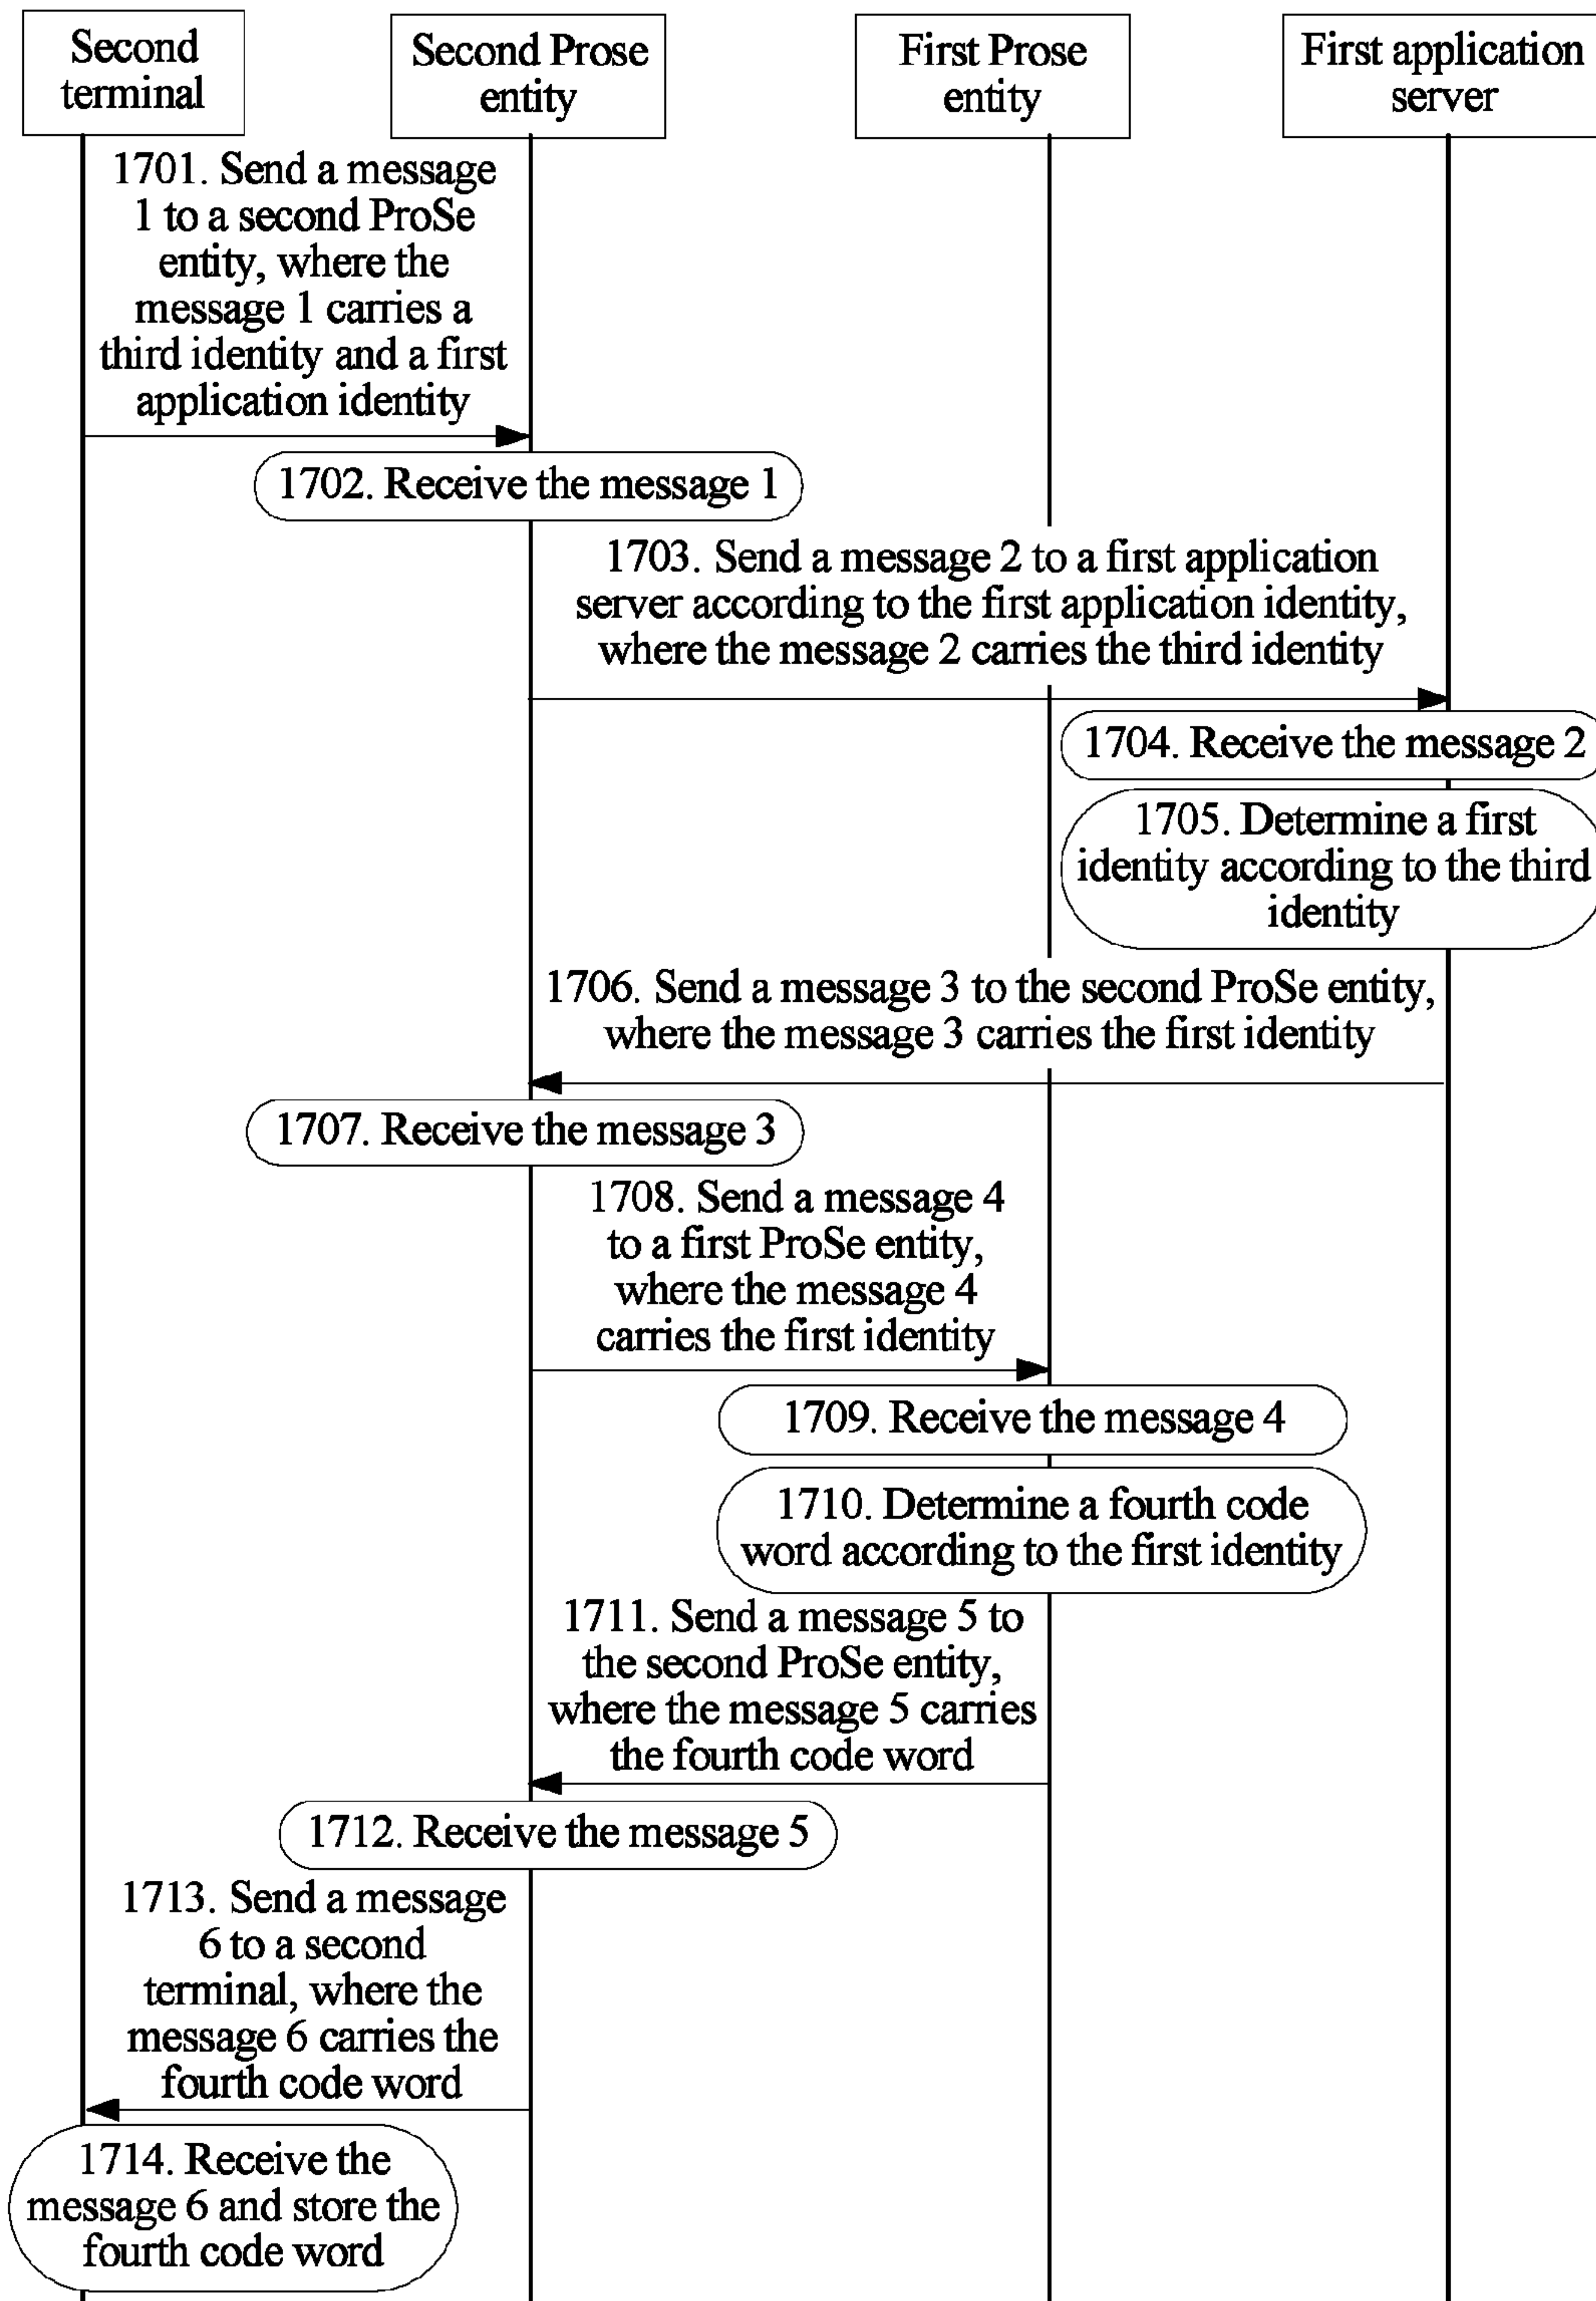 Second
terminal
Second Prose
entity
First Prose
entity
First application
server
1701. Send a message
1 to a second ProSe
entity, where the
message 1 carries a
third identity and a first
application identity
1702. Receive the message 1
1703. Send a message 2 to a first application
server according to the first application identity,
where the message 2 carries the third identity
1704. Receive the message 2
1705. Determine a first
identity according to the third
identity
1706. Send a message 3 to the second ProSe entity,
where the message 3 carries the first identity
1707. Receive the message 3
1708. Send a message 4
to a first ProSe entity,
where the message 4
carries the first identity
1709. Receive the message 4
1710. Determine a fourth code
word according to the first identity
1711. Send a message 5 to
the second ProSe entity,
where the message 5 carries
the fourth code word
1712. Receive the message 5
1713. Send a message
6 to a second
terminal, where the
message 6 carries the
fourth code word
1714. Receive the
message 6 and store the
fourth code word